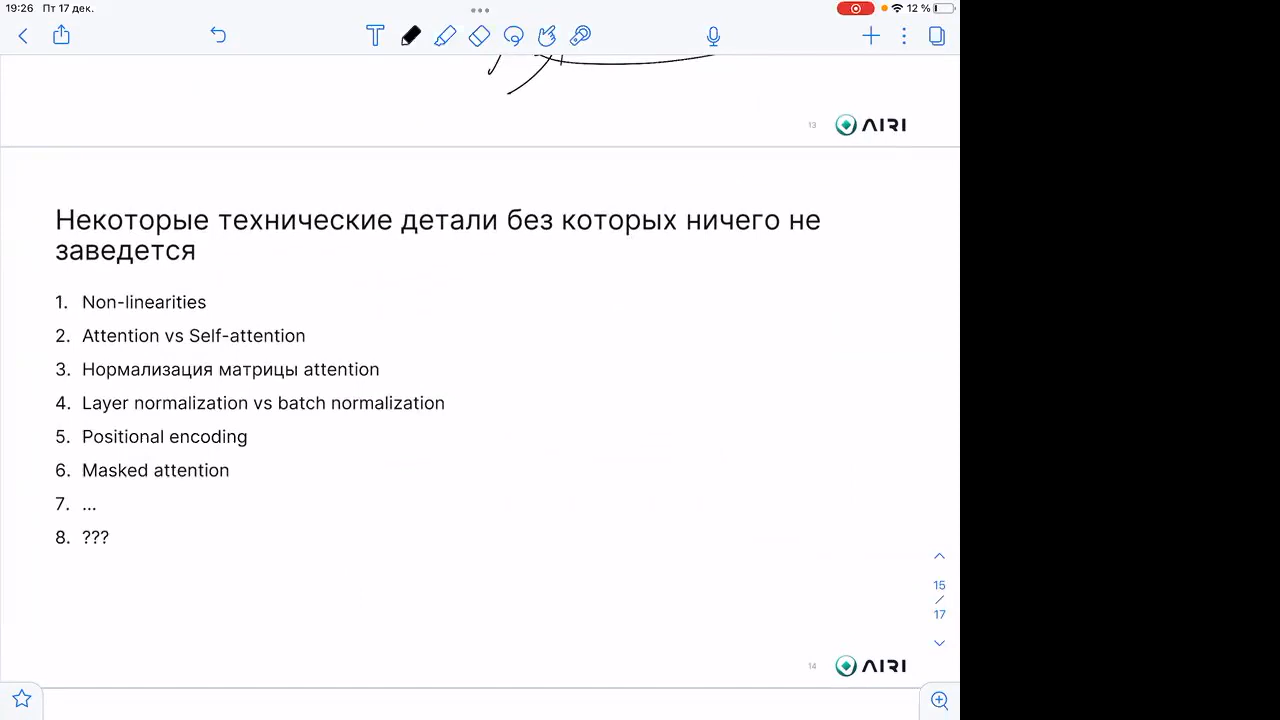 19:26 Пт 17 дек.
12 %
13
AIRI
Некоторые технические детали без которых ничего не
заведется
1. Non-linearities
2. Attention vs Self-attention
3. Нормализация матрицы attention
4. Layer normalization vs batch normalization
5. Positional encoding
6. Masked attention
7. ...
8. ???
15
/
17
14
AIRI